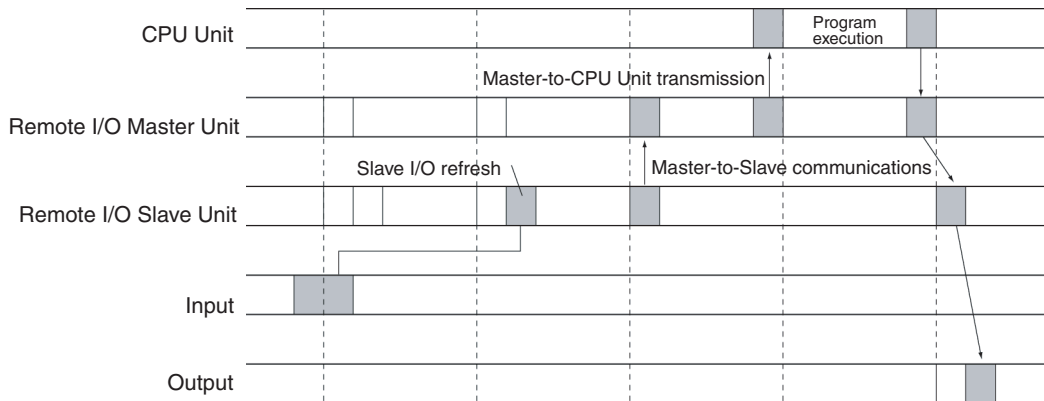 CPU Unit
Program
execution
Master-to-CPU Unit transmission
Remote I/O Master Unit
Slave I/O refresh
Master-to-Slave communications
Remote I/O Slave Unit
Input
Output